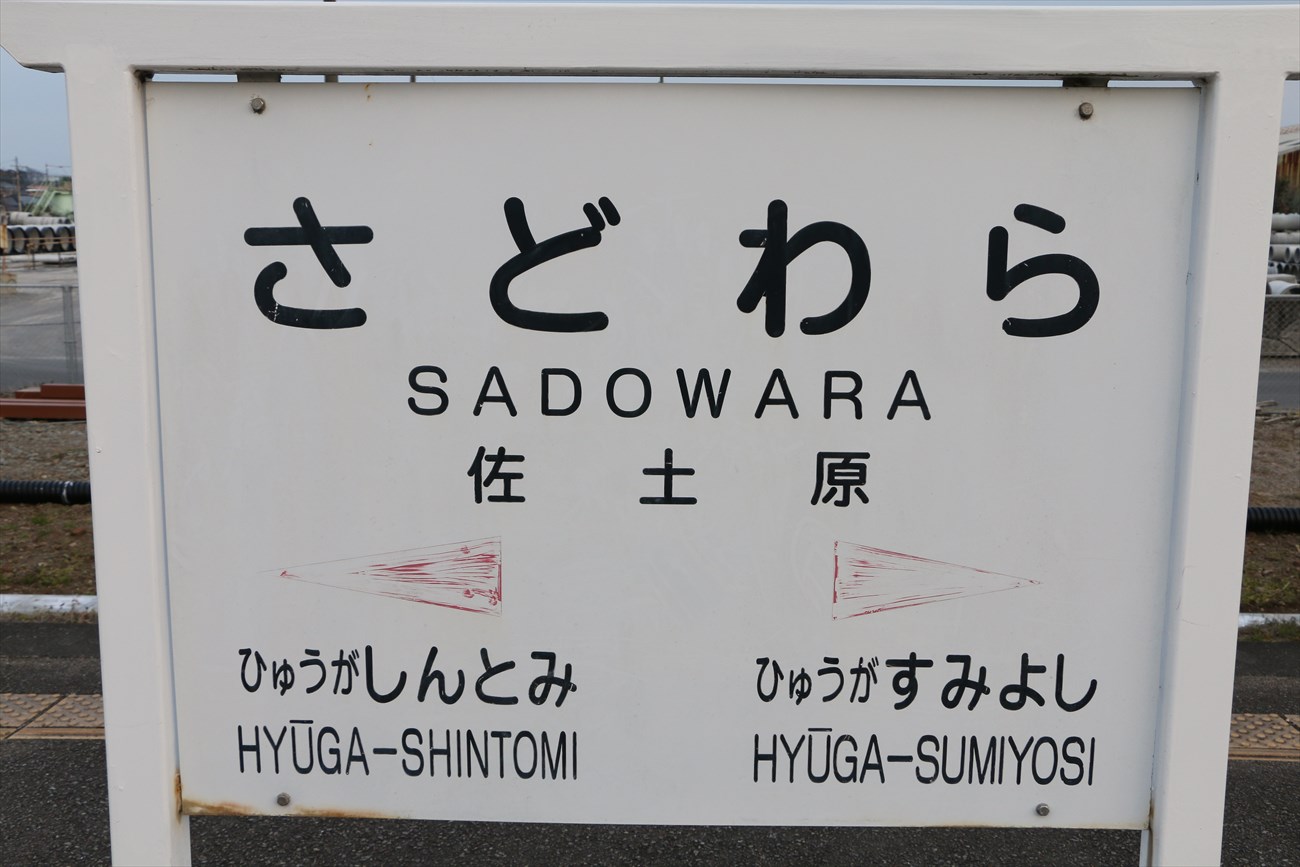 さどわら
SADOWARA
佐土原
ひゅうがしんとみ ひゅうがすみよし
HYŪGA-SHINTOMI HYŪGA-SUMIYOSI